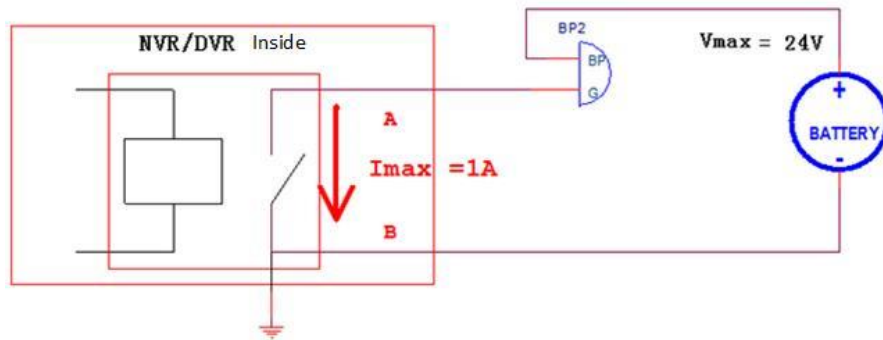 NVR/DVR Inside
BP2
BP
G
Vmax = 24V
+
BATTERY
-
A
Imax =1A
B